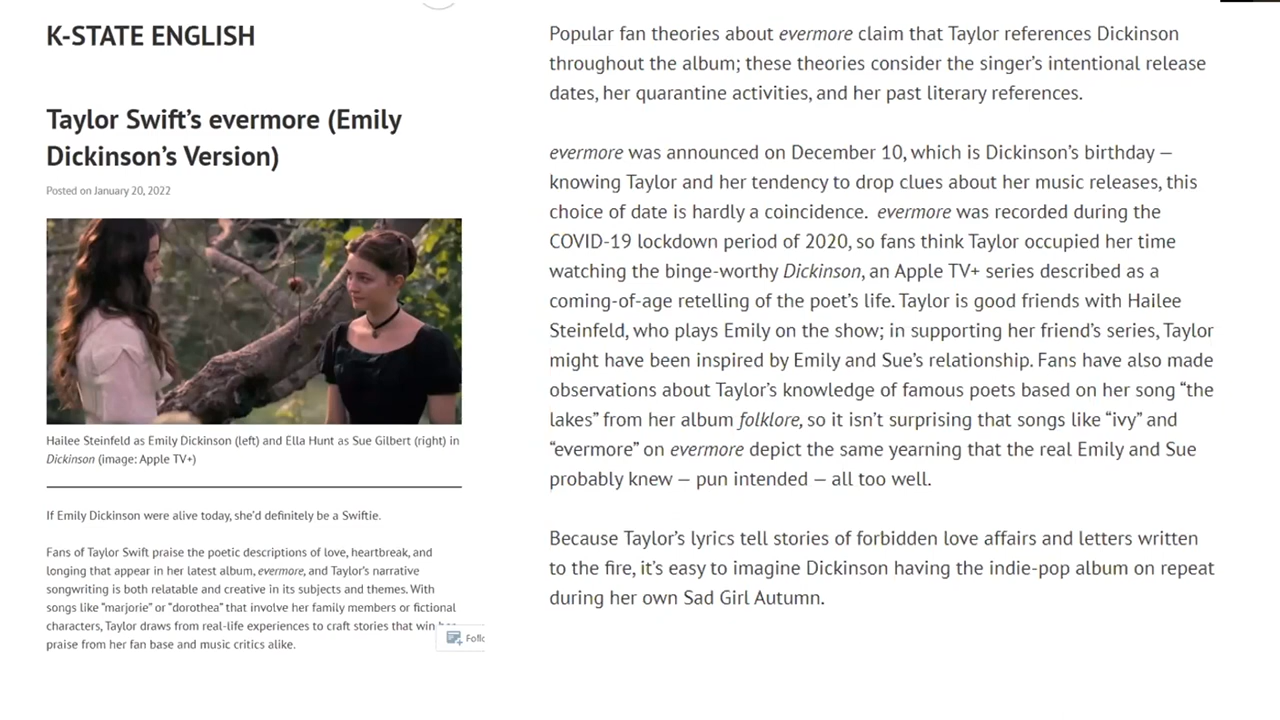 K-STATE ENGLISH
Taylor Swift's evermore (Emily
Dickinson's Version)
Posted on January 20, 2022
Hailee Steinfeld as Emily Dickinson (left) and Ella Hunt as Sue Gilbert (right) in
Dickinson (image: Apple TV+)
If Emily Dickinson were alive today, she'd definitely be a Swiftie.
Fans of Taylor Swift praise the poetic descriptions of love, heartbreak, and
longing that appear in her latest album, evermore, and Taylor's narrative
songwriting is both relatable and creative in its subjects and themes. With
songs like “marjorie” or “dorothea” that involve her family members or fictional
characters, Taylor draws from real-life experiences to craft stories that win
praise from her fan base and music critics alike.
Popular fan theories about evermore claim that Taylor references Dickinson
throughout the album; these theories consider the singer's intentional release
dates, her quarantine activities, and her past literary references.
evermore was announced on December 10, which is Dickinson's birthday —
knowing Taylor and her tendency to drop clues about her music releases, this
choice of date is hardly a coincidence. evermore was recorded during the
COVID-19 lockdown period of 2020, so fans think Taylor occupied her time
watching the binge-worthy Dickinson, an Apple TV+ series described as a
coming-of-age retelling of the poet's life. Taylor is good friends with Hailee
Steinfeld, who plays Emily on the show; in supporting her friend's series, Taylor
might have been inspired by Emily and Sue's relationship. Fans have also made
observations about Taylor's knowledge of famous poets based on her song “the
lakes” from her album folklore, so it isn't surprising that songs like “ivy” and
“evermore” on evermore depict the same yearning that the real Emily and Sue
probably knew — pun intended — all too well.
Because Taylor's lyrics tell stories of forbidden love affairs and letters written
to the fire, it's easy to imagine Dickinson having the indie-pop album on repeat
during her own Sad Girl Autumn.